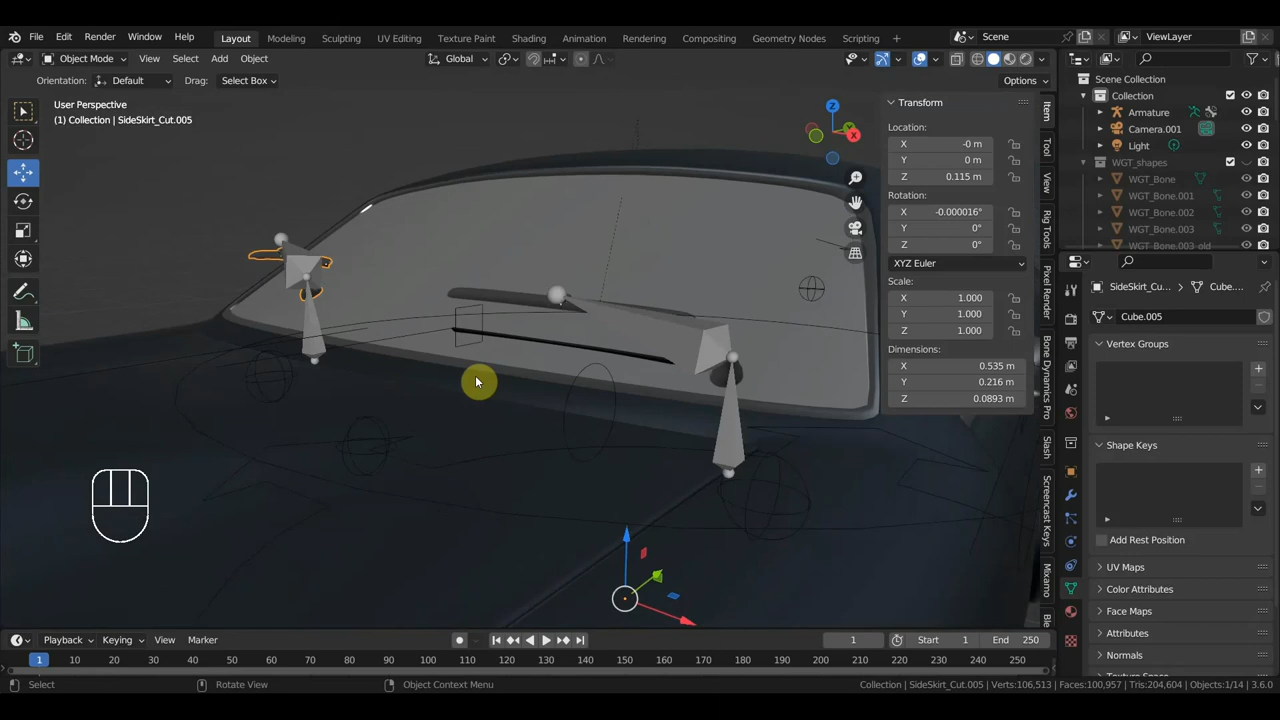 File Edit Render Window Help Layout Modeling Sculpting UV Editing Texture Paint Shading Animation Rendering Compositing Geometry Nodes Scripting + Scene ViewLayer
Object Mode View Select Add Object Global
Orientation: Default Drag: Select Box Options
User Perspective
(1) Collection | SideSkirt_Cut.005
Transform
Location:
X -0 m
Y 0 m
Z 0.115 m
Rotation:
X -0.000016°
Y 0°
Z 0°
XYZ Euler
Scale:
X 1.000
Y 1.000
Z 1.000
Dimensions:
X 0.535 m
Y 0.216 m
Z 0.0893 m
Z
Y
X
Item
Tool
View
Rig Tools
Pixel Render
Bone Dynamics Pro
Slash
Screencast Keys
Mixamo
Ble
Scene Collection
Collection
Armature
Camera.001
Light
WGT_shapes
WGT_Bone
WGT_Bone.001
WGT_Bone.002
WGT_Bone.003
WGT_Bone.003_old
SideSkirt_C... Cube....
Cube.005
Vertex Groups
Shape Keys
Add Rest Position
UV Maps
Color Attributes
Face Maps
Attributes
Normals
Texture Space
Playback Keying View Marker 1 Start 1 End 250
1 10 20 30 40 50 60 70 80 90 100 110 120 130 140 150 160 170 180 190 200 210 220 230 240 250
Select Rotate View Object Context Menu Collection | SideSkirt_Cut.005 | Verts:106,513 | Faces:100,957 | Tris:204,604 | Objects:1/14 | 3.6.0